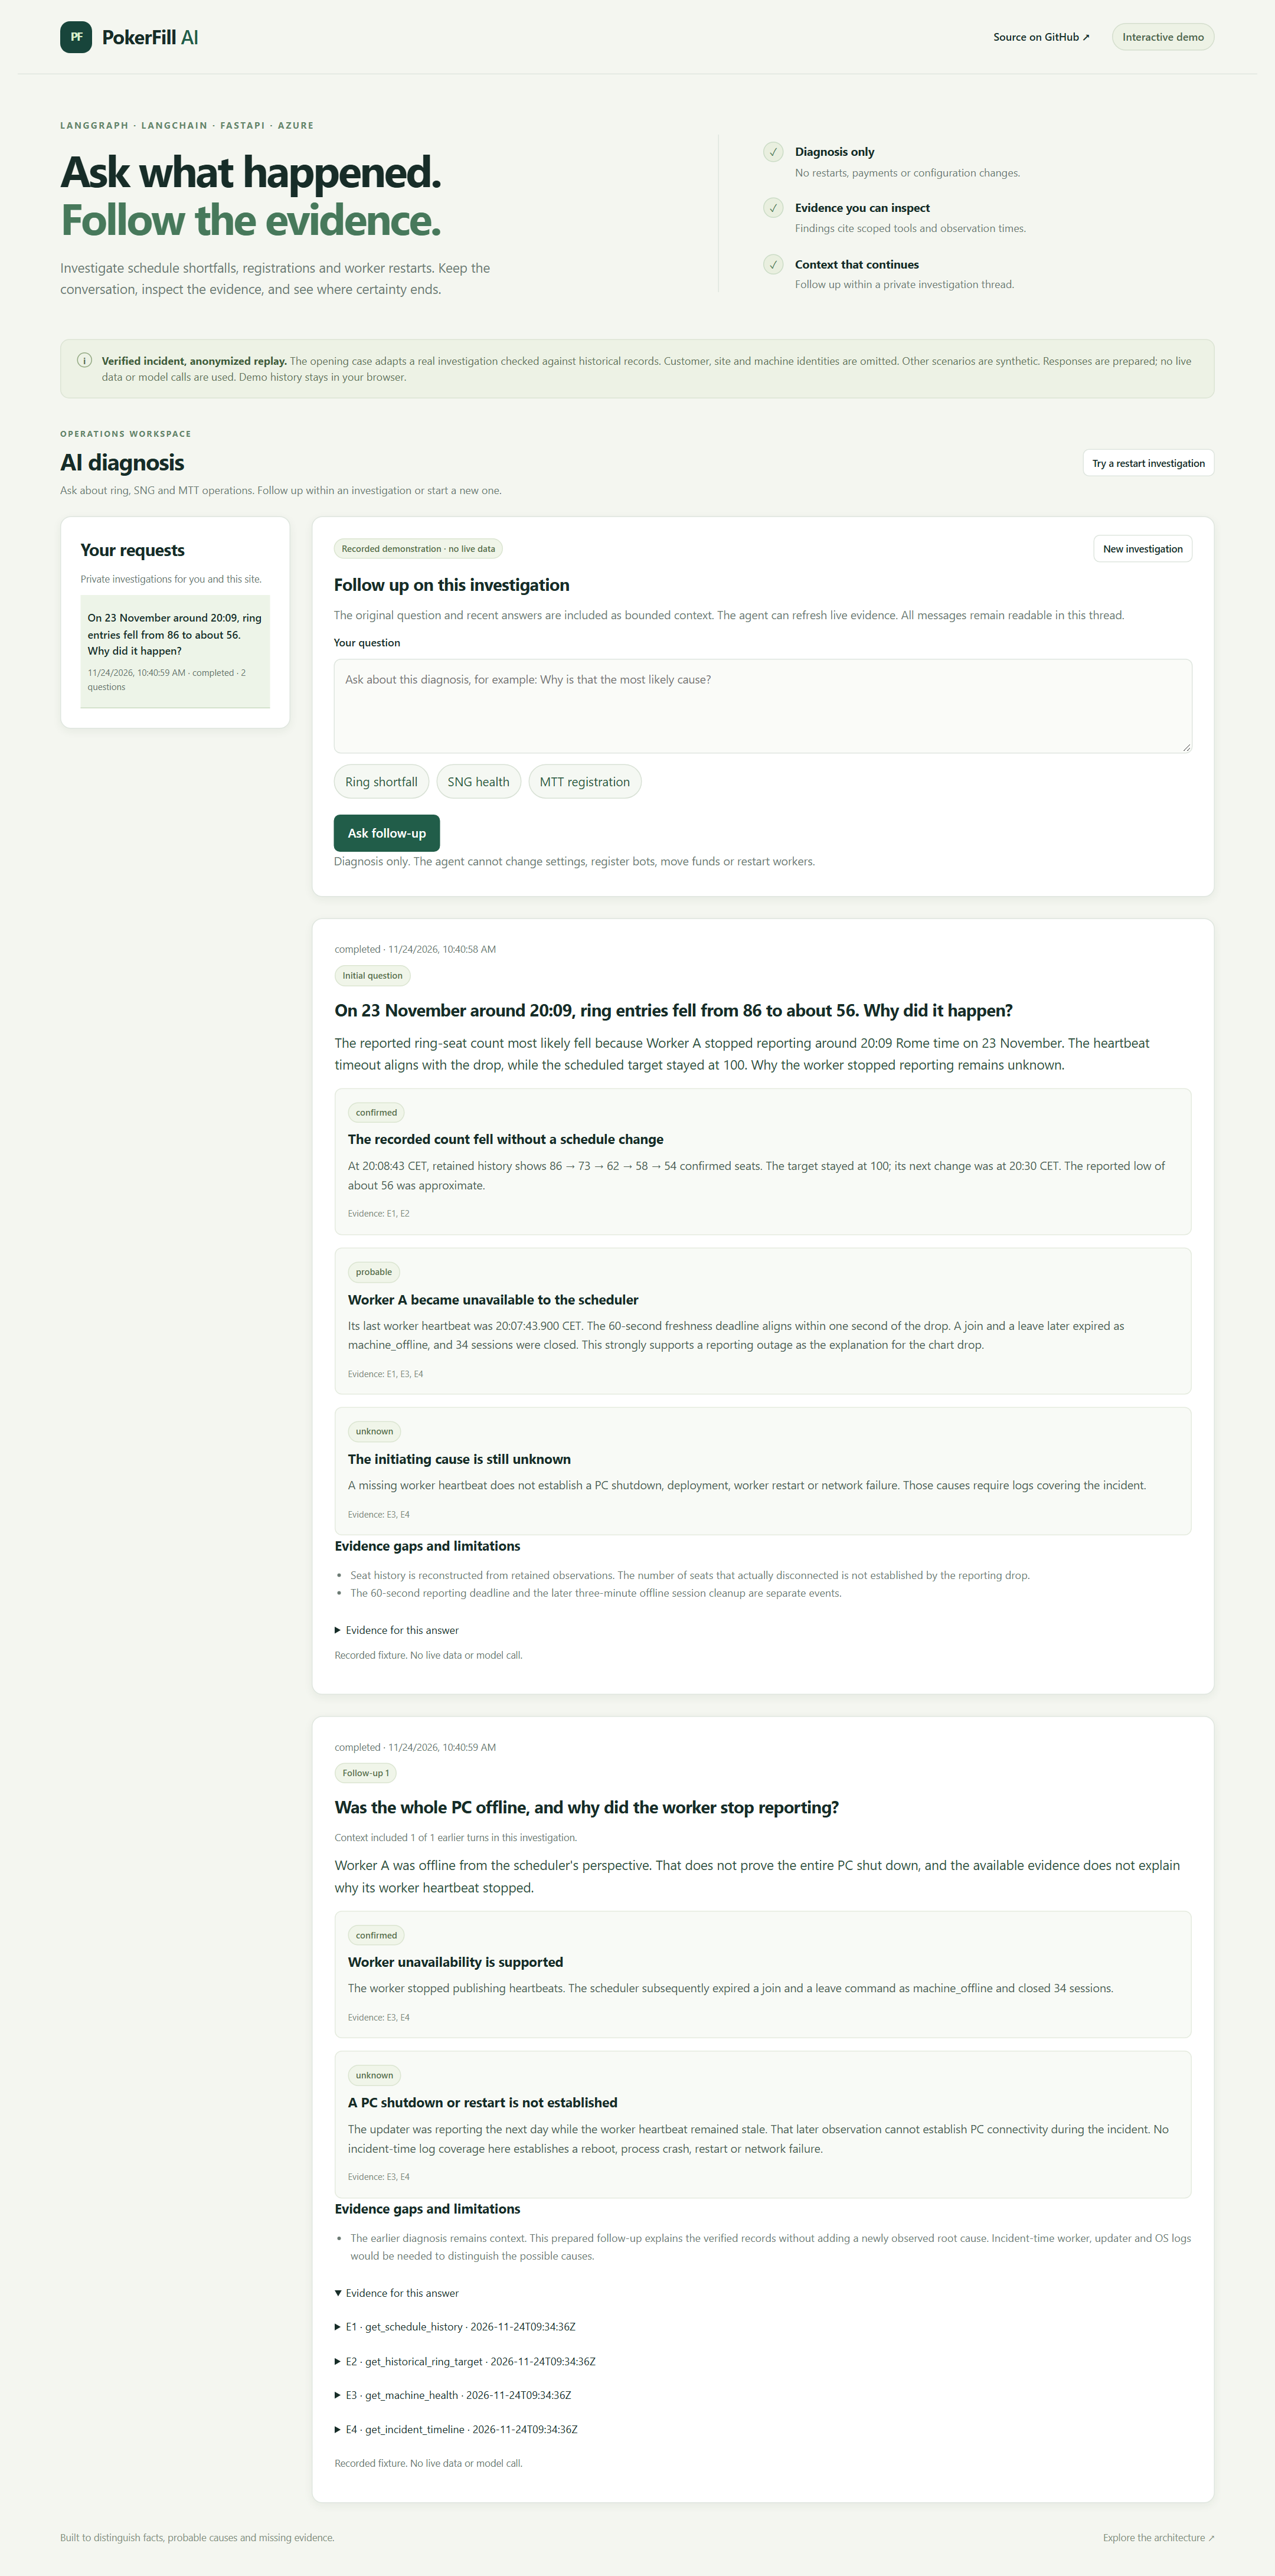 PF
PokerFill AI
Source on GitHub ↗
Interactive demo
LANGGRAPH · LANGCHAIN · FASTAPI · AZURE
Ask what happened.
Follow the evidence.
Investigate schedule shortfalls, registrations and worker restarts. Keep the
conversation, inspect the evidence, and see where certainty ends.
✓ Diagnosis only
No restarts, payments or configuration changes.
✓ Evidence you can inspect
Findings cite scoped tools and observation times.
✓ Context that continues
Follow up within a private investigation thread.
i Verified incident, anonymized replay. The opening case adapts a real investigation checked against historical records. Customer, site and machine identities are omitted. Other scenarios are synthetic. Responses are prepared; no live
data or model calls are used. Demo history stays in your browser.
OPERATIONS WORKSPACE
AI diagnosis
Ask about ring, SNG and MTT operations. Follow up within an investigation or start a new one.
Try a restart investigation
Your requests
Private investigations for you and this site.
On 23 November around 20:09, ring
entries fell from 86 to about 56.
Why did it happen?
11/24/2026, 10:40:59 AM · completed · 2
questions
Recorded demonstration · no live data
New investigation
Follow up on this investigation
The original question and recent answers are included as bounded context. The agent can refresh live evidence. All messages remain readable in this thread.
Your question
Ask about this diagnosis, for example: Why is that the most likely cause?
Ring shortfall
SNG health
MTT registration
Ask follow-up
Diagnosis only. The agent cannot change settings, register bots, move funds or restart workers.
completed · 11/24/2026, 10:40:58 AM
Initial question
On 23 November around 20:09, ring entries fell from 86 to about 56. Why did it happen?
The reported ring-seat count most likely fell because Worker A stopped reporting around 20:09 Rome time on 23 November. The heartbeat
timeout aligns with the drop, while the scheduled target stayed at 100. Why the worker stopped reporting remains unknown.
confirmed
The recorded count fell without a schedule change
At 20:08:43 CET, retained history shows 86 → 73 → 62 → 58 → 54 confirmed seats. The target stayed at 100; its next change was at 20:30 CET. The reported low of
about 56 was approximate.
Evidence: E1, E2
probable
Worker A became unavailable to the scheduler
Its last worker heartbeat was 20:07:43.900 CET. The 60-second freshness deadline aligns within one second of the drop. A join and a leave later expired as
machine_offline, and 34 sessions were closed. This strongly supports a reporting outage as the explanation for the chart drop.
Evidence: E1, E3, E4
unknown
The initiating cause is still unknown
A missing worker heartbeat does not establish a PC shutdown, deployment, worker restart or network failure. Those causes require logs covering the incident.
Evidence: E3, E4
Evidence gaps and limitations
• Seat history is reconstructed from retained observations. The number of seats that actually disconnected is not established by the reporting drop.
• The 60-second reporting deadline and the later three-minute offline session cleanup are separate events.
▶ Evidence for this answer
Recorded fixture. No live data or model call.
completed · 11/24/2026, 10:40:59 AM
Follow-up 1
Was the whole PC offline, and why did the worker stop reporting?
Context included 1 of 1 earlier turns in this investigation.
Worker A was offline from the scheduler's perspective. That does not prove the entire PC shut down, and the available evidence does not explain
why its worker heartbeat stopped.
confirmed
Worker unavailability is supported
The worker stopped publishing heartbeats. The scheduler subsequently expired a join and a leave command as machine_offline and closed 34 sessions.
Evidence: E3, E4
unknown
A PC shutdown or restart is not established
The updater was reporting the next day while the worker heartbeat remained stale. That later observation cannot establish PC connectivity during the incident. No
incident-time log coverage here establishes a reboot, process crash, restart or network failure.
Evidence: E3, E4
Evidence gaps and limitations
• The earlier diagnosis remains context. This prepared follow-up explains the verified records without adding a newly observed root cause. Incident-time worker, updater and OS logs
would be needed to distinguish the possible causes.
▼ Evidence for this answer
▶ E1 · get_schedule_history · 2026-11-24T09:34:36Z
▶ E2 · get_historical_ring_target · 2026-11-24T09:34:36Z
▶ E3 · get_machine_health · 2026-11-24T09:34:36Z
▶ E4 · get_incident_timeline · 2026-11-24T09:34:36Z
Recorded fixture. No live data or model call.
Built to distinguish facts, probable causes and missing evidence.
Explore the architecture ↗